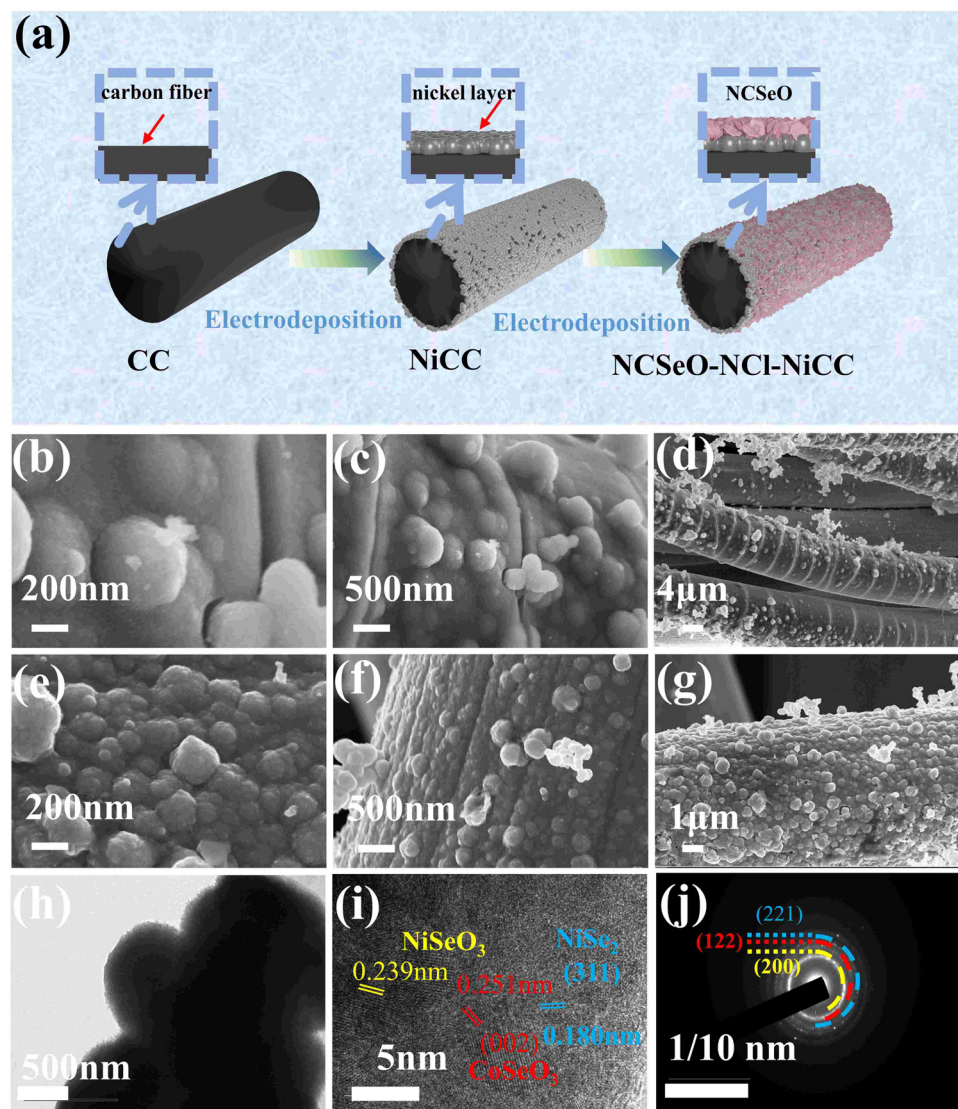 (a)
carbon fiber
nickel layer
NCSeO
Electrodeposition
Electrodeposition
CC
NiCC
NCSeO-NCl-NiCC
(b)
200nm
(c)
500nm
(d)
4μm
(e)
200nm
(f)
500nm
(g)
1μm
(h)
500nm
(i)
NiSeO₃
0.239nm
NiSe₂
(311)
0.251nm
0.180nm
(002)
CoSeO₃
5nm
(j)
(221)
(122)
(200)
1/10 nm